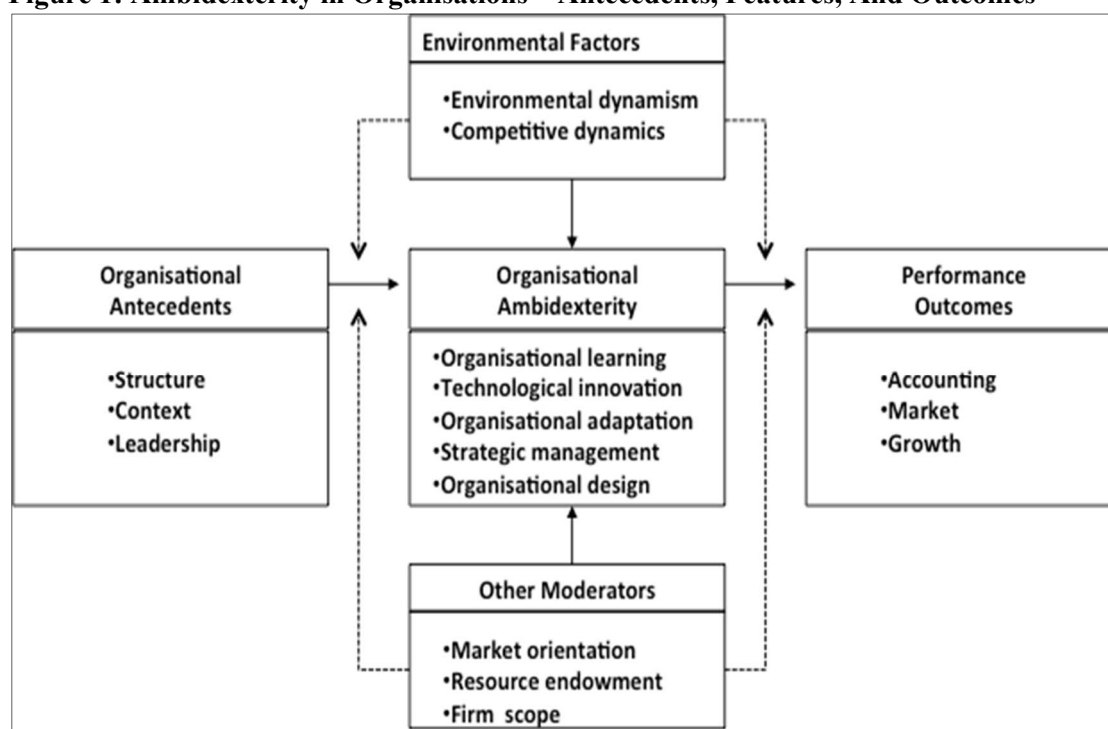 Figure 1: Ambidexterity in Organisations – Antecedents, Features, And Outcomes
Environmental Factors
•Environmental dynamism
•Competitive dynamics
Organisational
Antecedents
•Structure
•Context
•Leadership
Organisational
Ambidexterity
•Organisational learning
•Technological innovation
•Organisational adaptation
•Strategic management
•Organisational design
Performance
Outcomes
•Accounting
•Market
•Growth
Other Moderators
•Market orientation
•Resource endowment
•Firm scope